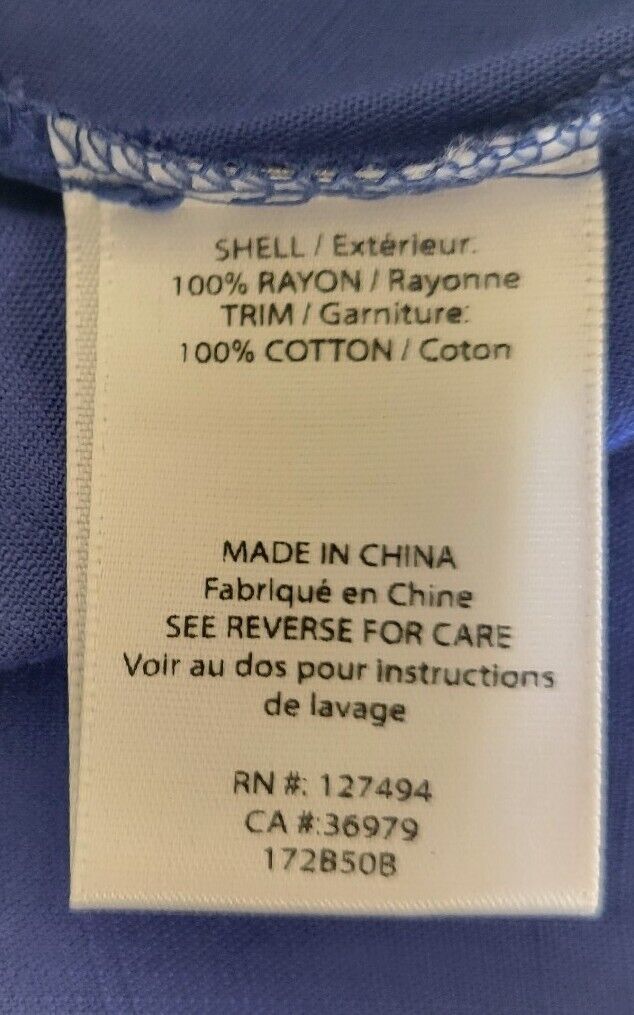 SHELL / Extérieur:
100% RAYON / Rayonne
TRIM / Garniture:
100% COTTON / Coton
MADE IN CHINA
Fabriqué en Chine
SEE REVERSE FOR CARE
Voir au dos pour instructions
de lavage
RN #: 127494
CA #:36979
172B50B